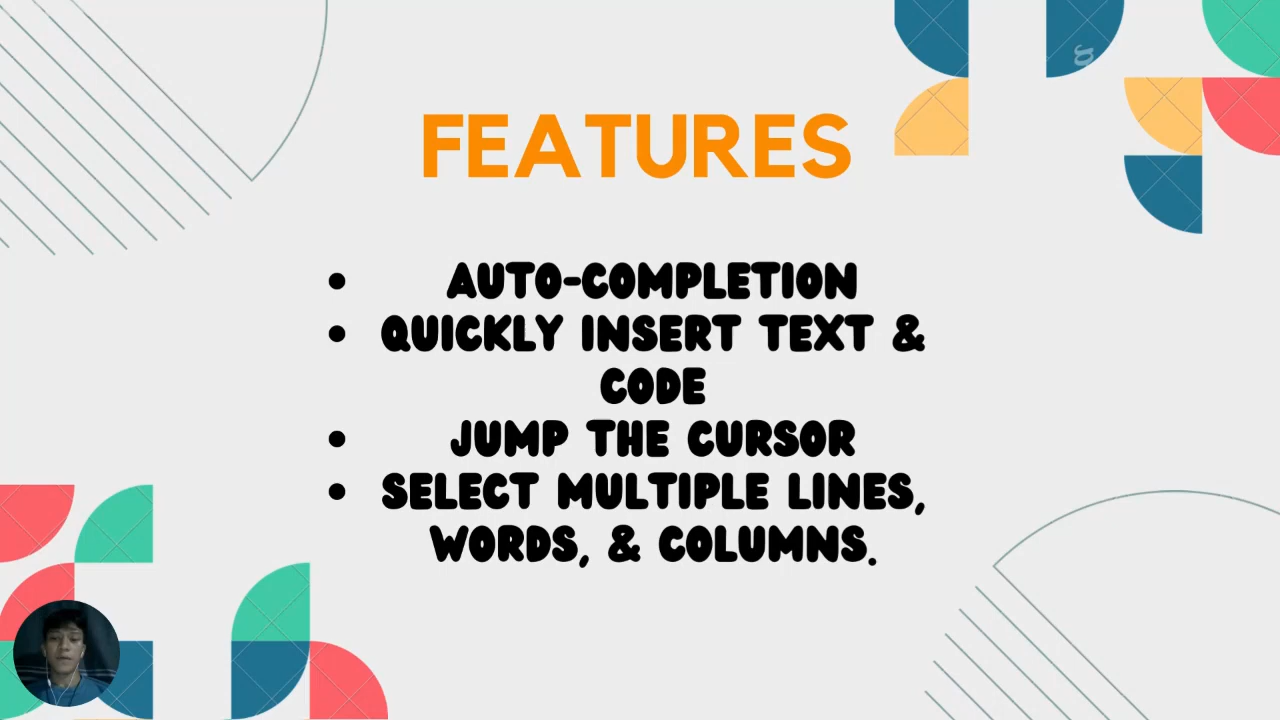 FEATURES
• AUTO-COMPLETION
• QUICKLY INSERT TEXT &
CODE
• JUMP THE CURSOR
• SELECT MULTIPLE LINES,
WORDS, & COLUMNS.